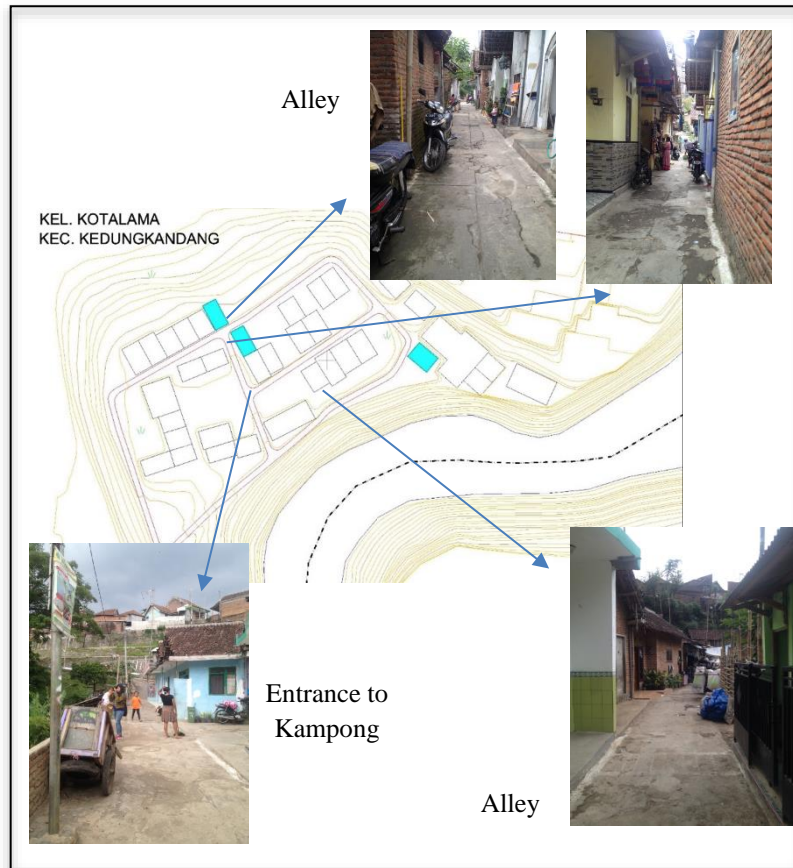 Alley
KEL. KOTALAMA
KEC. KEDUNGKANDANG
Entrance to
Kampong
Alley